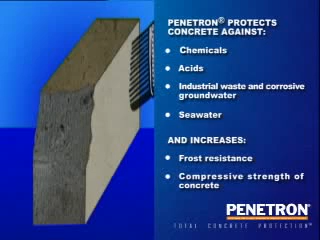 PENETRON® PROTECTS
CONCRETE AGAINST:
• Chemicals
• Acids
• Industrial waste and corrosive
groundwater
• Seawater
AND INCREASES:
• Frost resistance
• Compressive strength of
concrete
PENETRON®
TOTAL CONCRETE PROTECTION™